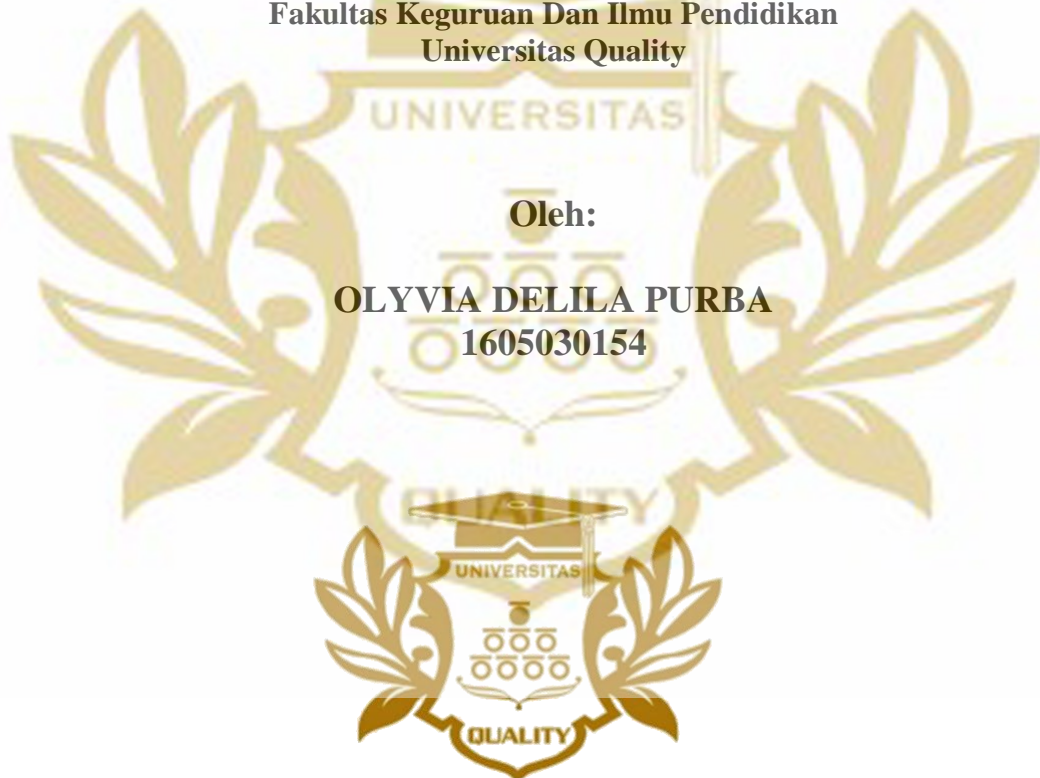 Fakultas Keguruan Dan Ilmu Pendidikan
Universitas Quality
UNIVERSITAS
Oleh:
OLYVIA DELILA PURBA
1605030154
QUALITY
UNIVERSITAS
QUALITY